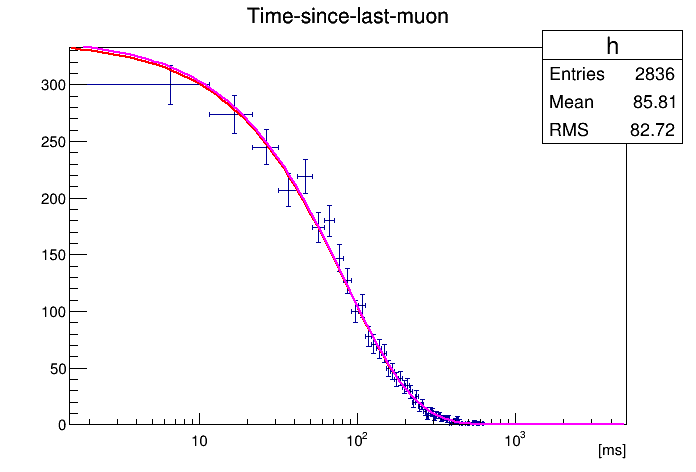 Time-since-last-muon
h
Entries 2836
Mean 85.81
RMS 82.72
300
250
200
150
100
50
0
10 10² 10³
[ms]